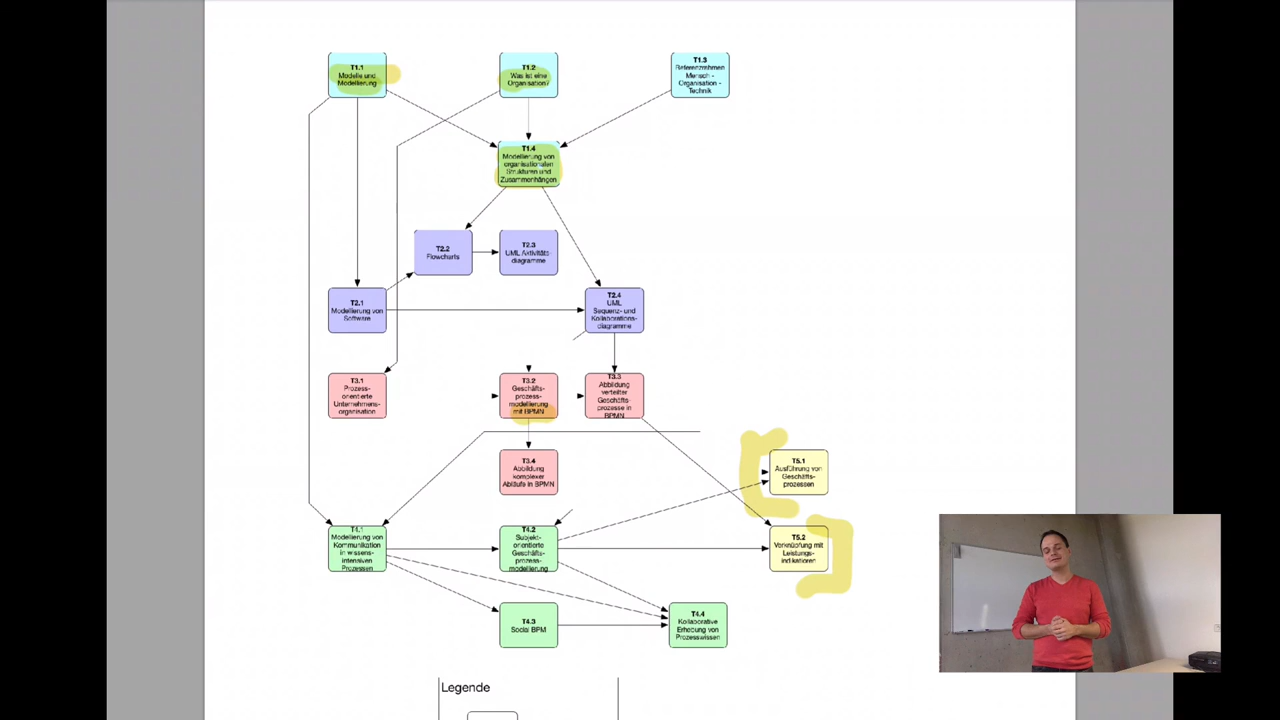 T1.1
Modelle und
Modellierung
T1.2
Was ist eine
Organisation?
T1.3
Referenzrahmen
Mensch -
Organisation -
Technik
T1.4
Modellierung von
organisationalen
Strukturen und
Zusammenhängen
T2.2
Flowcharts
T2.3
UML Aktivitäts-
diagramme
T2.1
Modellierung von
Software
T2.4
UML
Sequenz- und
Kollaborations-
diagramme
T3.1
Prozess-
orientierte
Unternehmens-
organisation
T3.2
Geschäfts-
prozess-
modellierung
mit BPMN
T3.3
Abbildung
verteilter
Geschäfts-
prozesse in
BPMN
T3.4
Abbildung
komplexer
Abläufe in BPMN
T5.1
Ausführung von
Geschäfts-
prozessen
T4.1
Modellierung von
Kommunikation
in wissens-
intensiven
Prozessen
T4.2
Subjekt-
orientierte
Geschäfts-
prozess-
modellierung
T5.2
Verknüpfung mit
Leistungs-
indikatioren
T4.3
Social BPM
T4.4
Kollaborative
Erhebung von
Prozesswissen
Legende